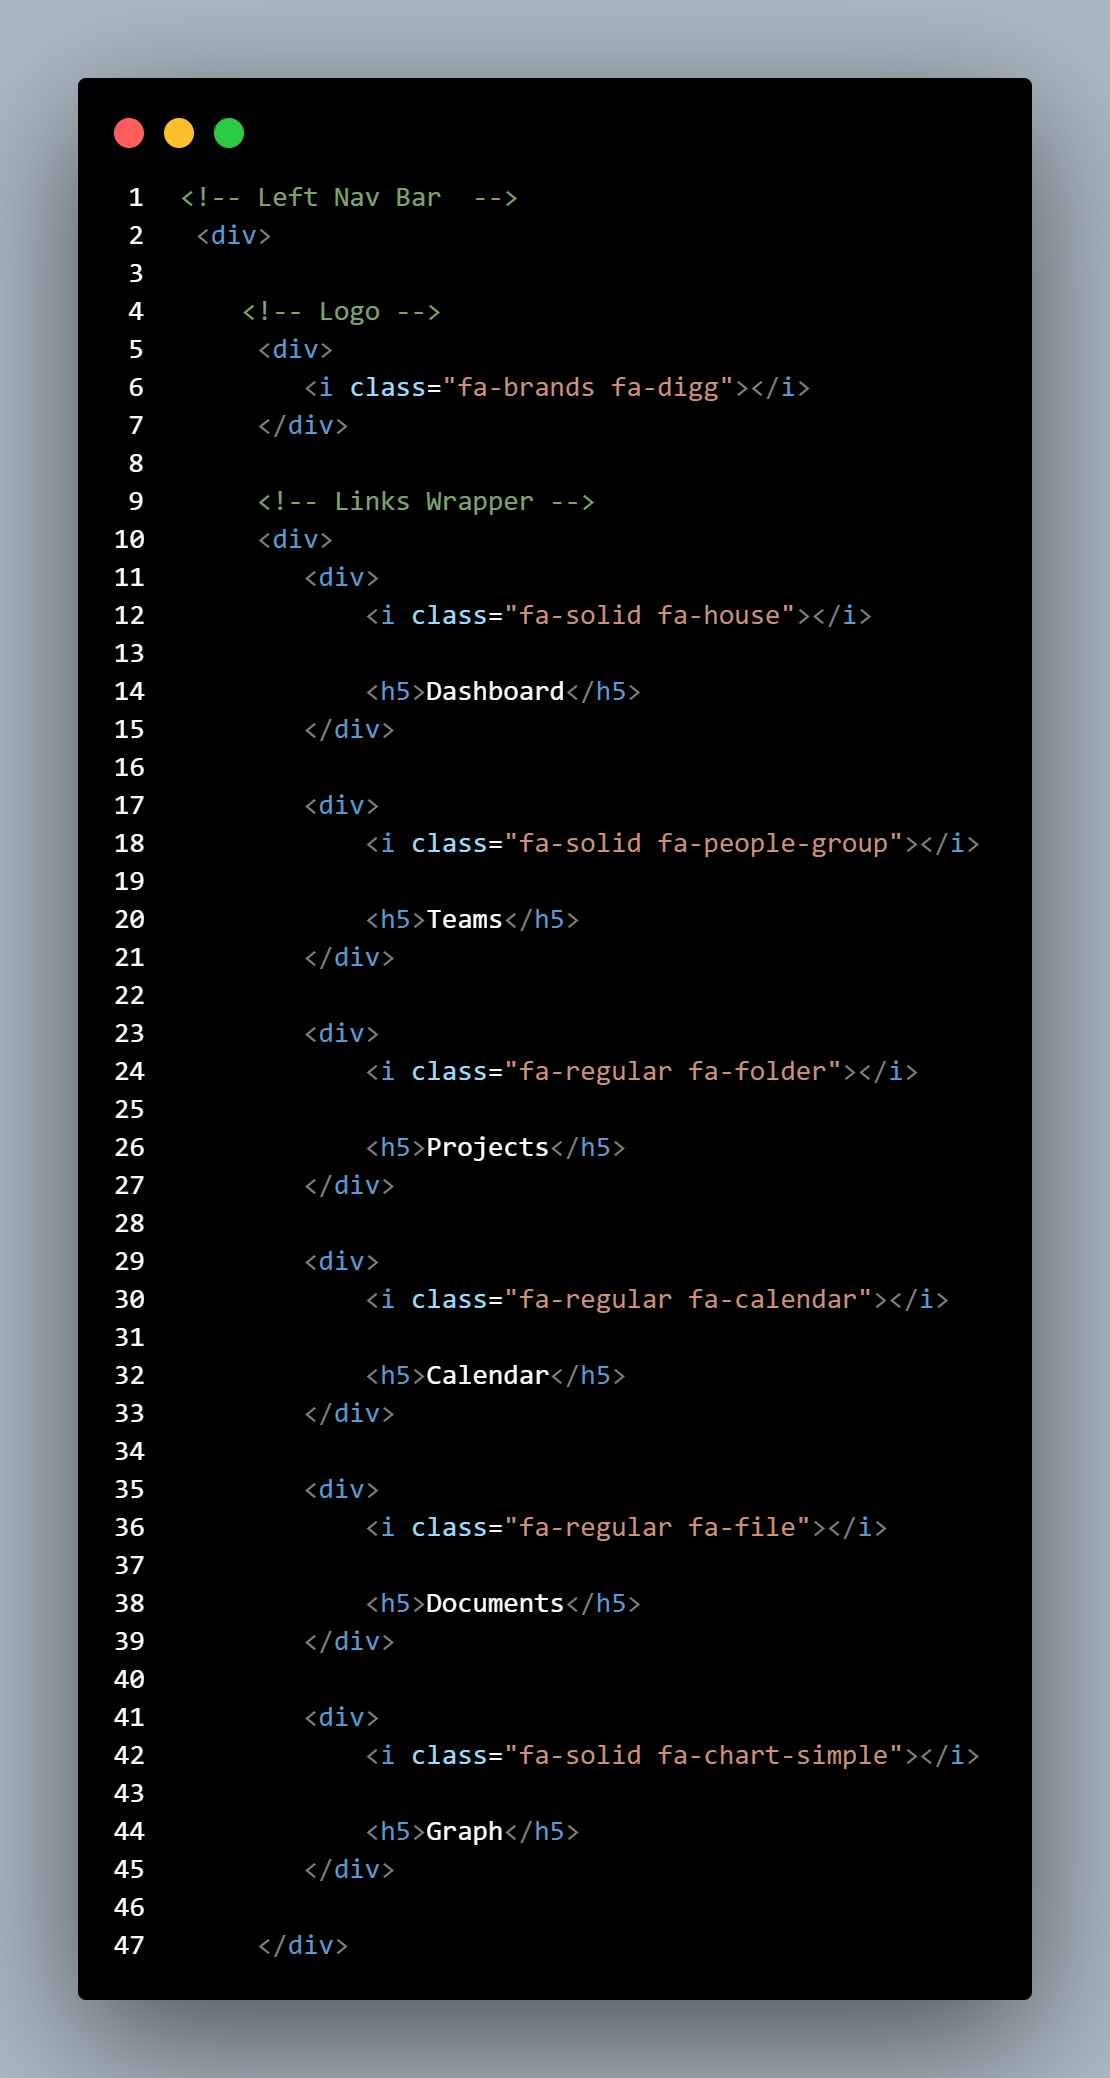 1 <!-- Left Nav Bar  -->
2 <div>
3
4 <!-- Logo -->
5 <div>
6 <i class="fa-brands fa-digg"></i>
7 </div>
8
9 <!-- Links Wrapper -->
10 <div>
11 <div>
12 <i class="fa-solid fa-house"></i>
13
14 <h5>Dashboard</h5>
15 </div>
16
17 <div>
18 <i class="fa-solid fa-people-group"></i>
19
20 <h5>Teams</h5>
21 </div>
22
23 <div>
24 <i class="fa-regular fa-folder"></i>
25
26 <h5>Projects</h5>
27 </div>
28
29 <div>
30 <i class="fa-regular fa-calendar"></i>
31
32 <h5>Calendar</h5>
33 </div>
34
35 <div>
36 <i class="fa-regular fa-file"></i>
37
38 <h5>Documents</h5>
39 </div>
40
41 <div>
42 <i class="fa-solid fa-chart-simple"></i>
43
44 <h5>Graph</h5>
45 </div>
46
47 </div>